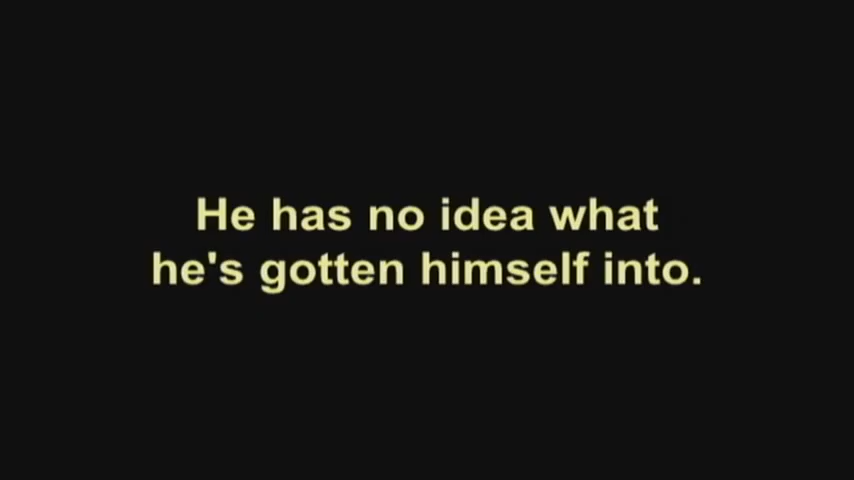 He has no idea what
he's gotten himself into.